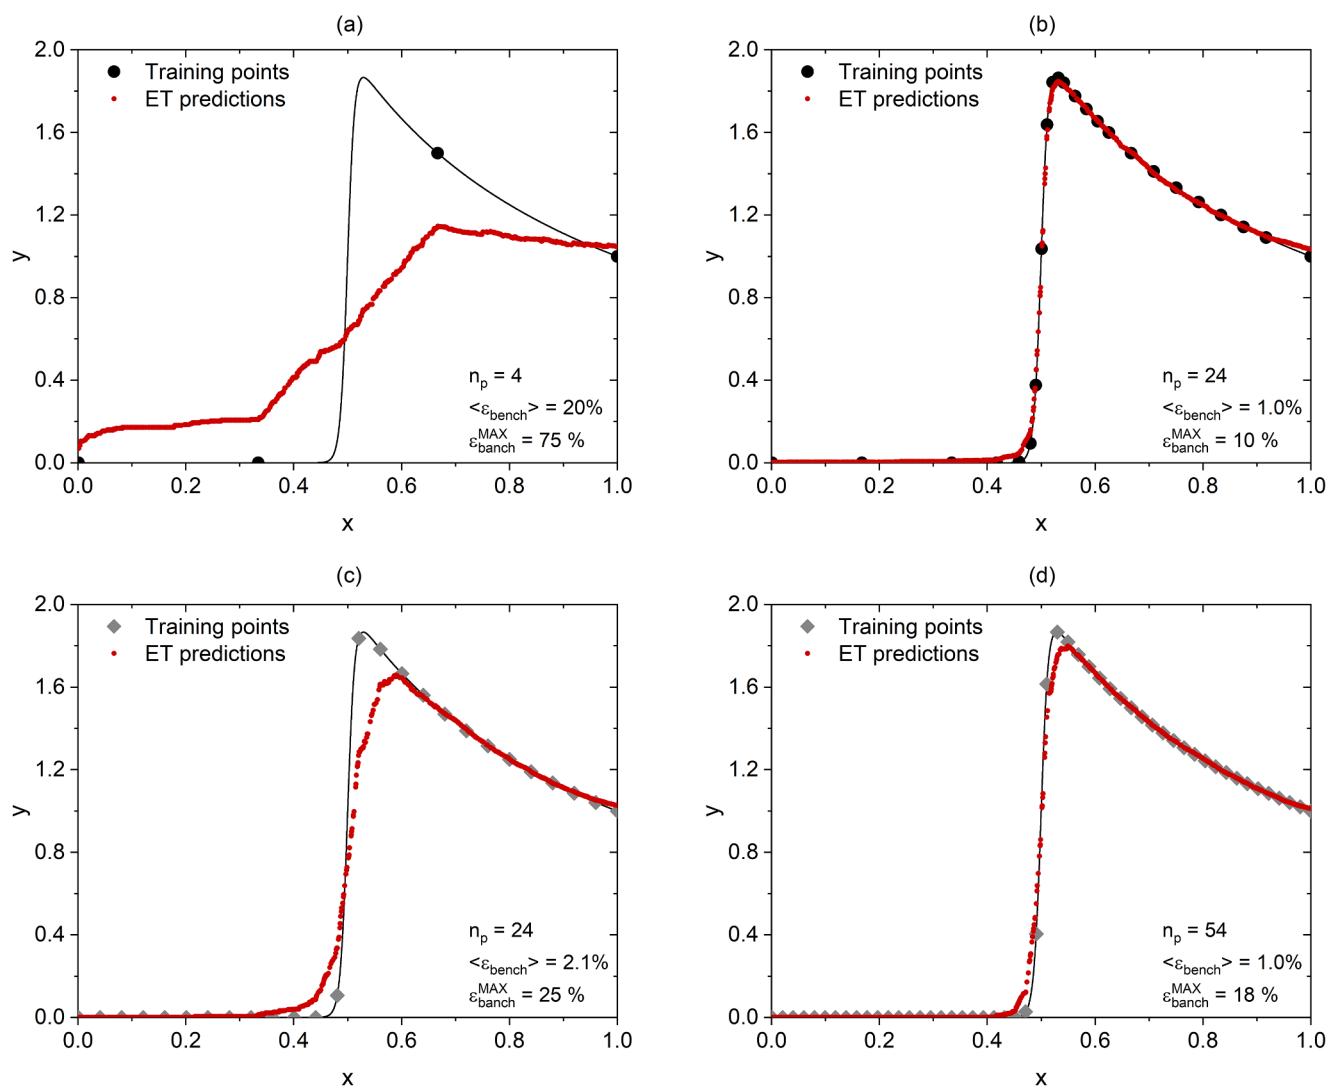 (a)
2.0
1.6
1.2
0.8
0.4
0.0
y
Training points
ET predictions
n_p = 4
<ε_bench> = 20%
ε_banch^MAX = 75 %
0.0 0.2 0.4 0.6 0.8 1.0
x
(b)
2.0
1.6
1.2
0.8
0.4
0.0
y
Training points
ET predictions
n_p = 24
<ε_bench> = 1.0%
ε_banch^MAX = 10 %
0.0 0.2 0.4 0.6 0.8 1.0
x
(c)
2.0
1.6
1.2
0.8
0.4
0.0
y
Training points
ET predictions
n_p = 24
<ε_bench> = 2.1%
ε_banch^MAX = 25 %
0.0 0.2 0.4 0.6 0.8 1.0
x
(d)
2.0
1.6
1.2
0.8
0.4
0.0
y
Training points
ET predictions
n_p = 54
<ε_bench> = 1.0%
ε_banch^MAX = 18 %
0.0 0.2 0.4 0.6 0.8 1.0
x